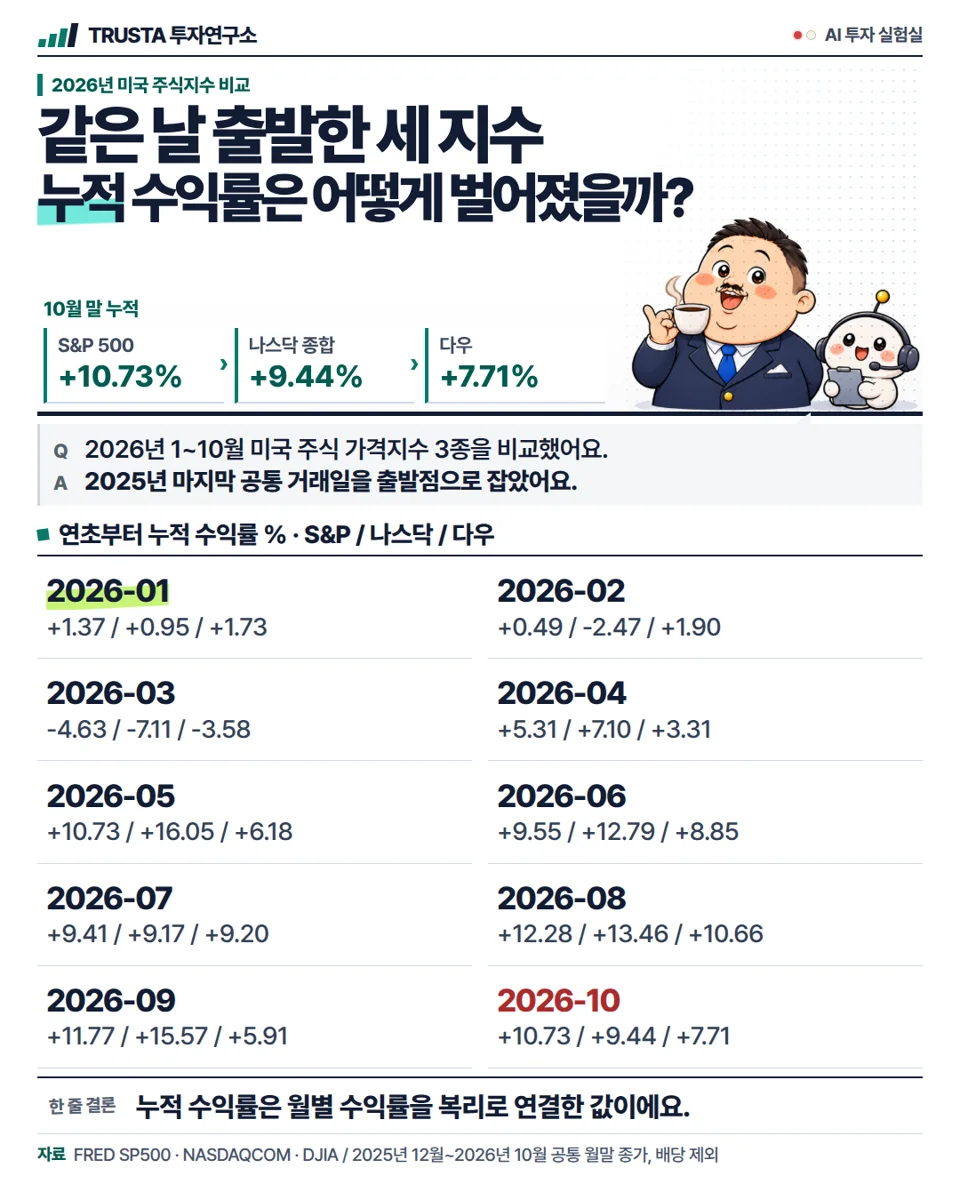 TRUSTA 투자연구소
AI 투자 실험실
2026년 미국 주식지수 비교
같은 날 출발한 세 지수
누적 수익률은 어떻게 벌어졌을까?
10월 말 누적
S&P 500
+10.73%
›
나스닥 종합
+9.44%
›
다우
+7.71%
Q 2026년 1~10월 미국 주식 가격지수 3종을 비교했어요.
A 2025년 마지막 공통 거래일을 출발점으로 잡았어요.
연초부터 누적 수익률 % · S&P / 나스닥 / 다우
2026-01
+1.37 / +0.95 / +1.73
2026-02
+0.49 / -2.47 / +1.90
2026-03
-4.63 / -7.11 / -3.58
2026-04
+5.31 / +7.10 / +3.31
2026-05
+10.73 / +16.05 / +6.18
2026-06
+9.55 / +12.79 / +8.85
2026-07
+9.41 / +9.17 / +9.20
2026-08
+12.28 / +13.46 / +10.66
2026-09
+11.77 / +15.57 / +5.91
2026-10
+10.73 / +9.44 / +7.71
한 줄 결론 누적 수익률은 월별 수익률을 복리로 연결한 값이에요.
자료 FRED SP500 · NASDAQCOM · DJIA / 2025년 12월~2026년 10월 공통 월말 종가, 배당 제외